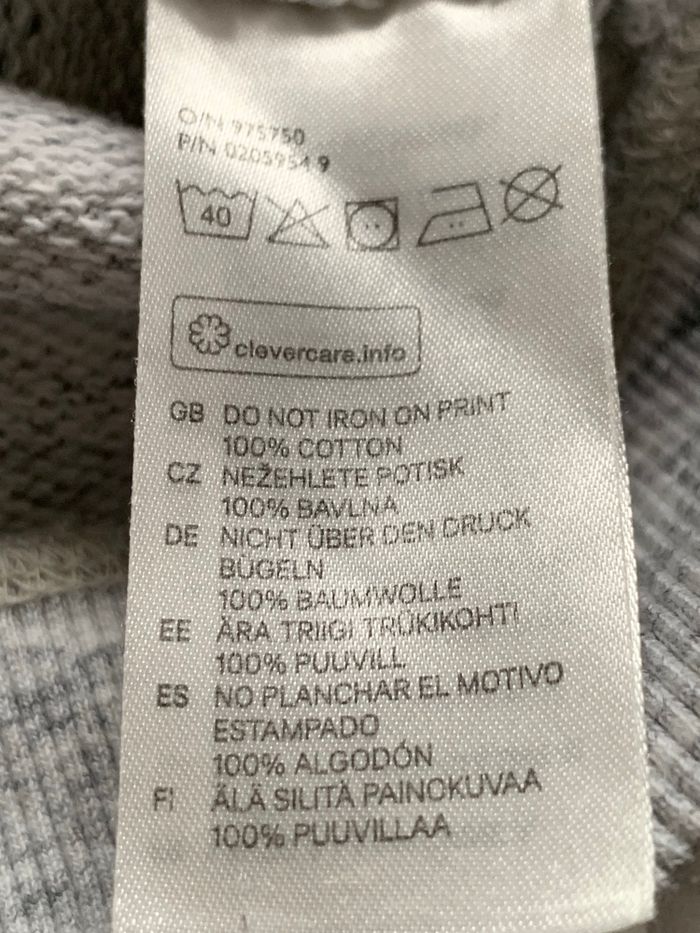 O/N 975750
P/N 0205954 9
40
clevercare.info
GB DO NOT IRON ON PRINT
100% COTTON
CZ NEŽEHLETE POTISK
100% BAVLNA
DE NICHT ÜBER DEN DRUCK
BÜGELN
100% BAUMWOLLE
EE ÄRA TRIIGI TRÜKIKOHTI
100% PUUVILL
ES NO PLANCHAR EL MOTIVO
ESTAMPADO
100% ALGODÓN
FI ÄLÄ SILITÄ PAINOKUVAA
100% PUUVILLAA